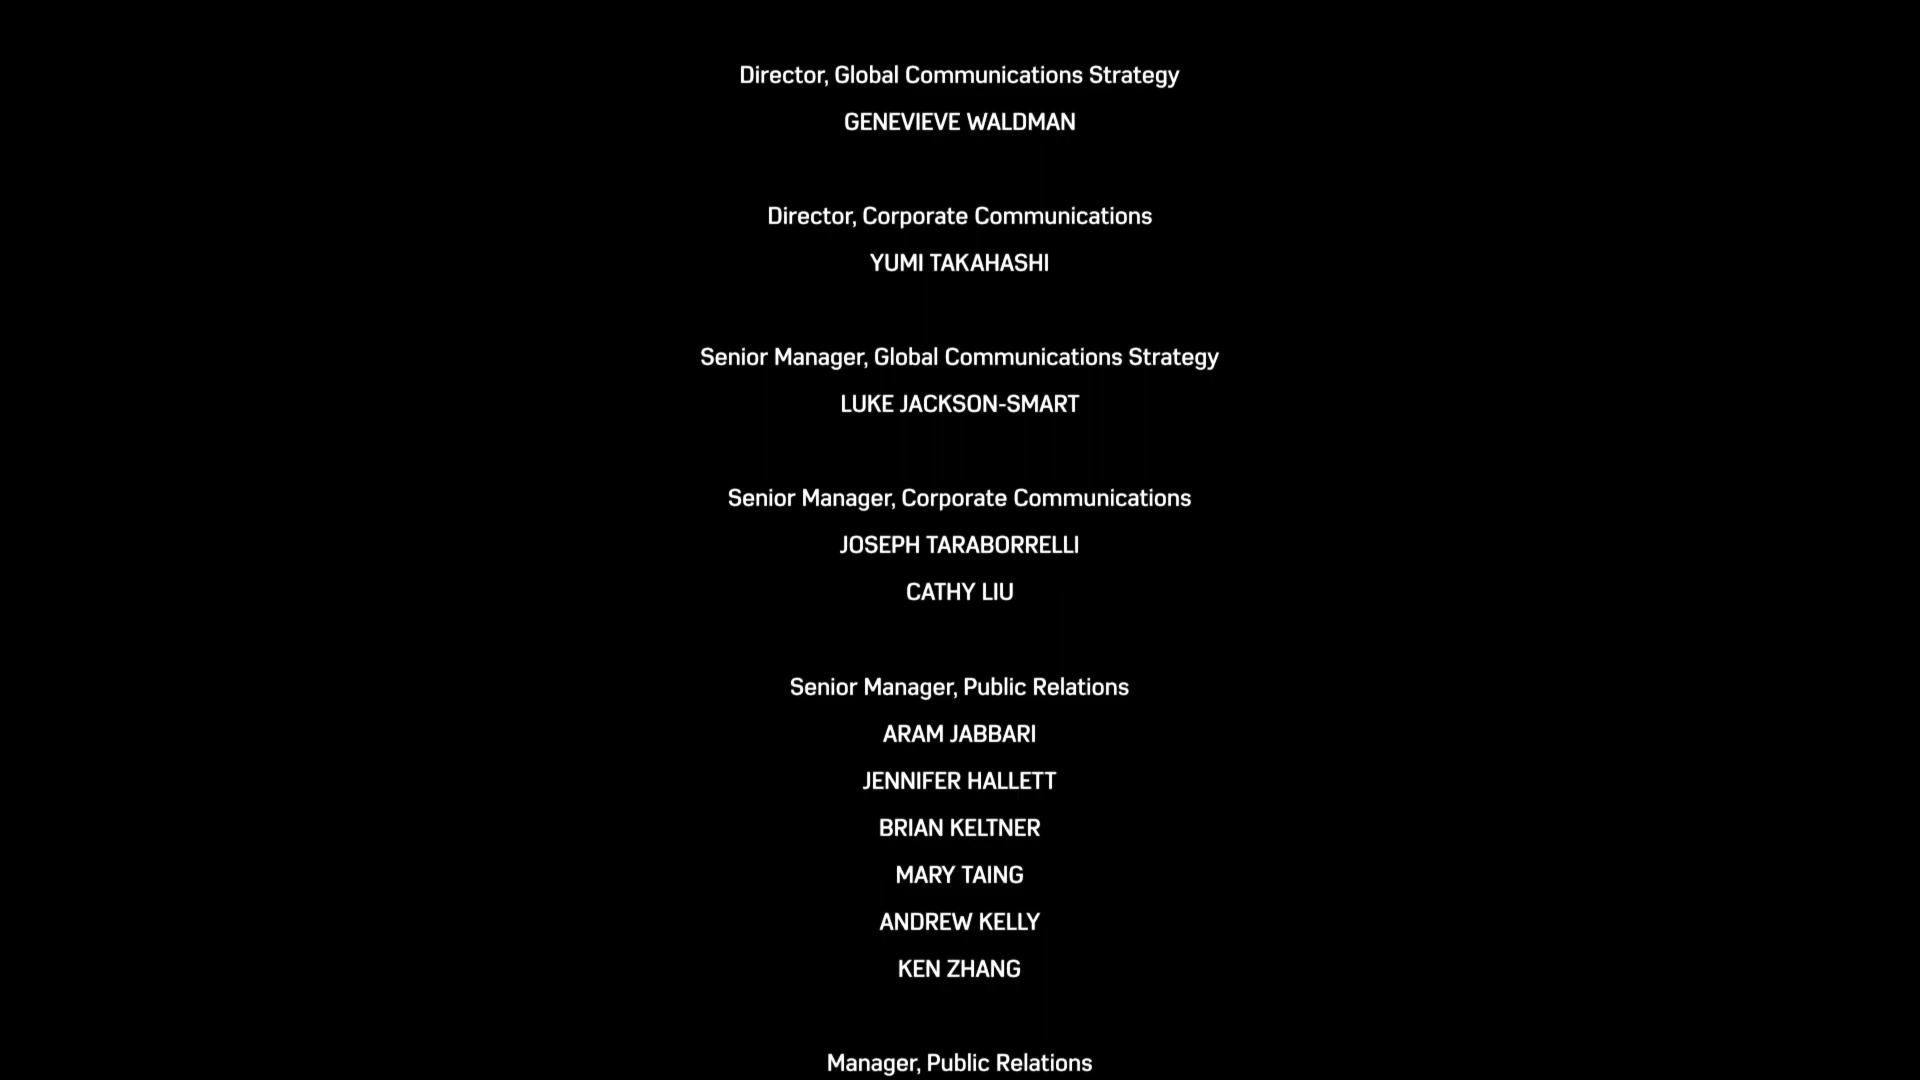 Director, Global Communications Strategy
GENEVIEVE WALDMAN
Director, Corporate Communications
YUMI TAKAHASHI
Senior Manager, Global Communications Strategy
LUKE JACKSON-SMART
Senior Manager, Corporate Communications
JOSEPH TARABORRELLI
CATHY LIU
Senior Manager, Public Relations
ARAM JABBARI
JENNIFER HALLETT
BRIAN KELTNER
MARY TAING
ANDREW KELLY
KEN ZHANG
Manager, Public Relations